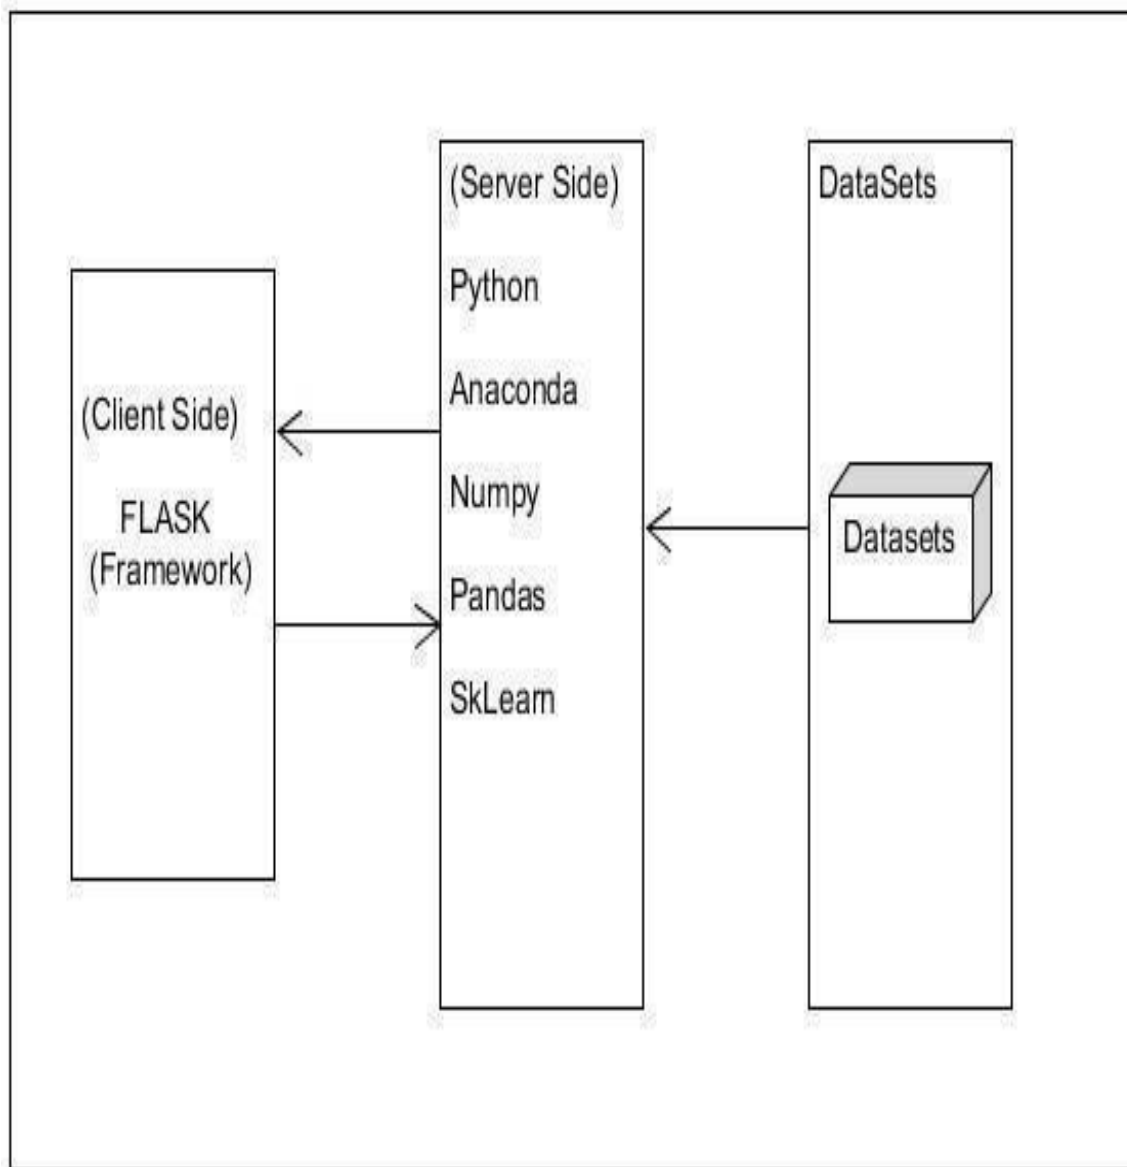 (Client Side)
FLASK
(Framework)
(Server Side)
Python
Anaconda
Numpy
Pandas
SkLearn
DataSets
Datasets